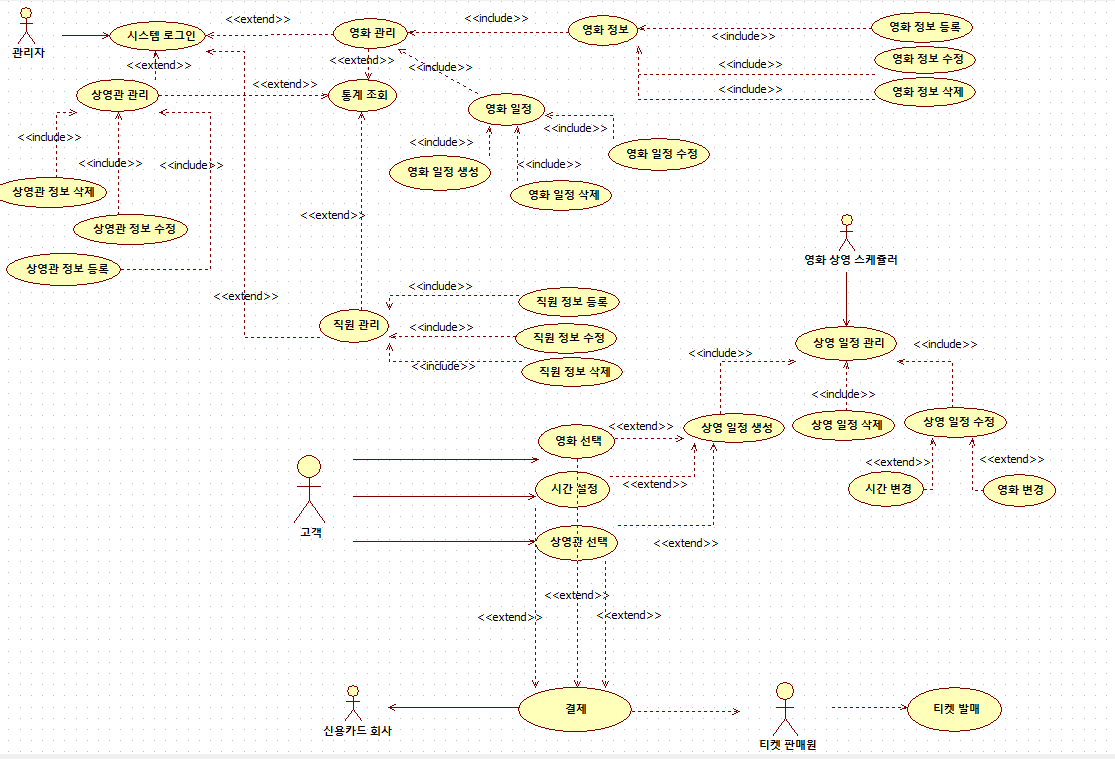 <<extend>>
<<include>>
관리자
시스템 로그인
영화 관리
영화 정보
영화 정보 등록
<<include>>
<<extend>>
<<extend>>
<<include>>
<<include>>
영화 정보 수정
상영관 관리
<<extend>>
통계 조회
<<include>>
영화 정보 삭제
영화 일정
<<include>>
<<include>>
<<include>>
<<include>>
<<include>>
<<include>>
영화 일정 수정
영화 일정 생성
<<include>>
상영관 정보 삭제
영화 일정 삭제
상영관 정보 수정
<<extend>>
영화 상영 스케쥴러
상영관 정보 등록
<<extend>>
<<include>>
직원 정보 등록
직원 관리
<<include>>
직원 정보 수정
<<include>>
직원 정보 삭제
상영 일정 관리
<<include>>
<<include>>
<<include>>
영화 선택
<<extend>>
상영 일정 생성
상영 일정 삭제
상영 일정 수정
<<extend>>
<<extend>>
시간 설정
<<extend>>
시간 변경
영화 변경
고객
상영관 선택
<<extend>>
<<extend>>
<<extend>>
<<extend>>
결제
티켓 발매
신용카드 회사
티켓 판매원